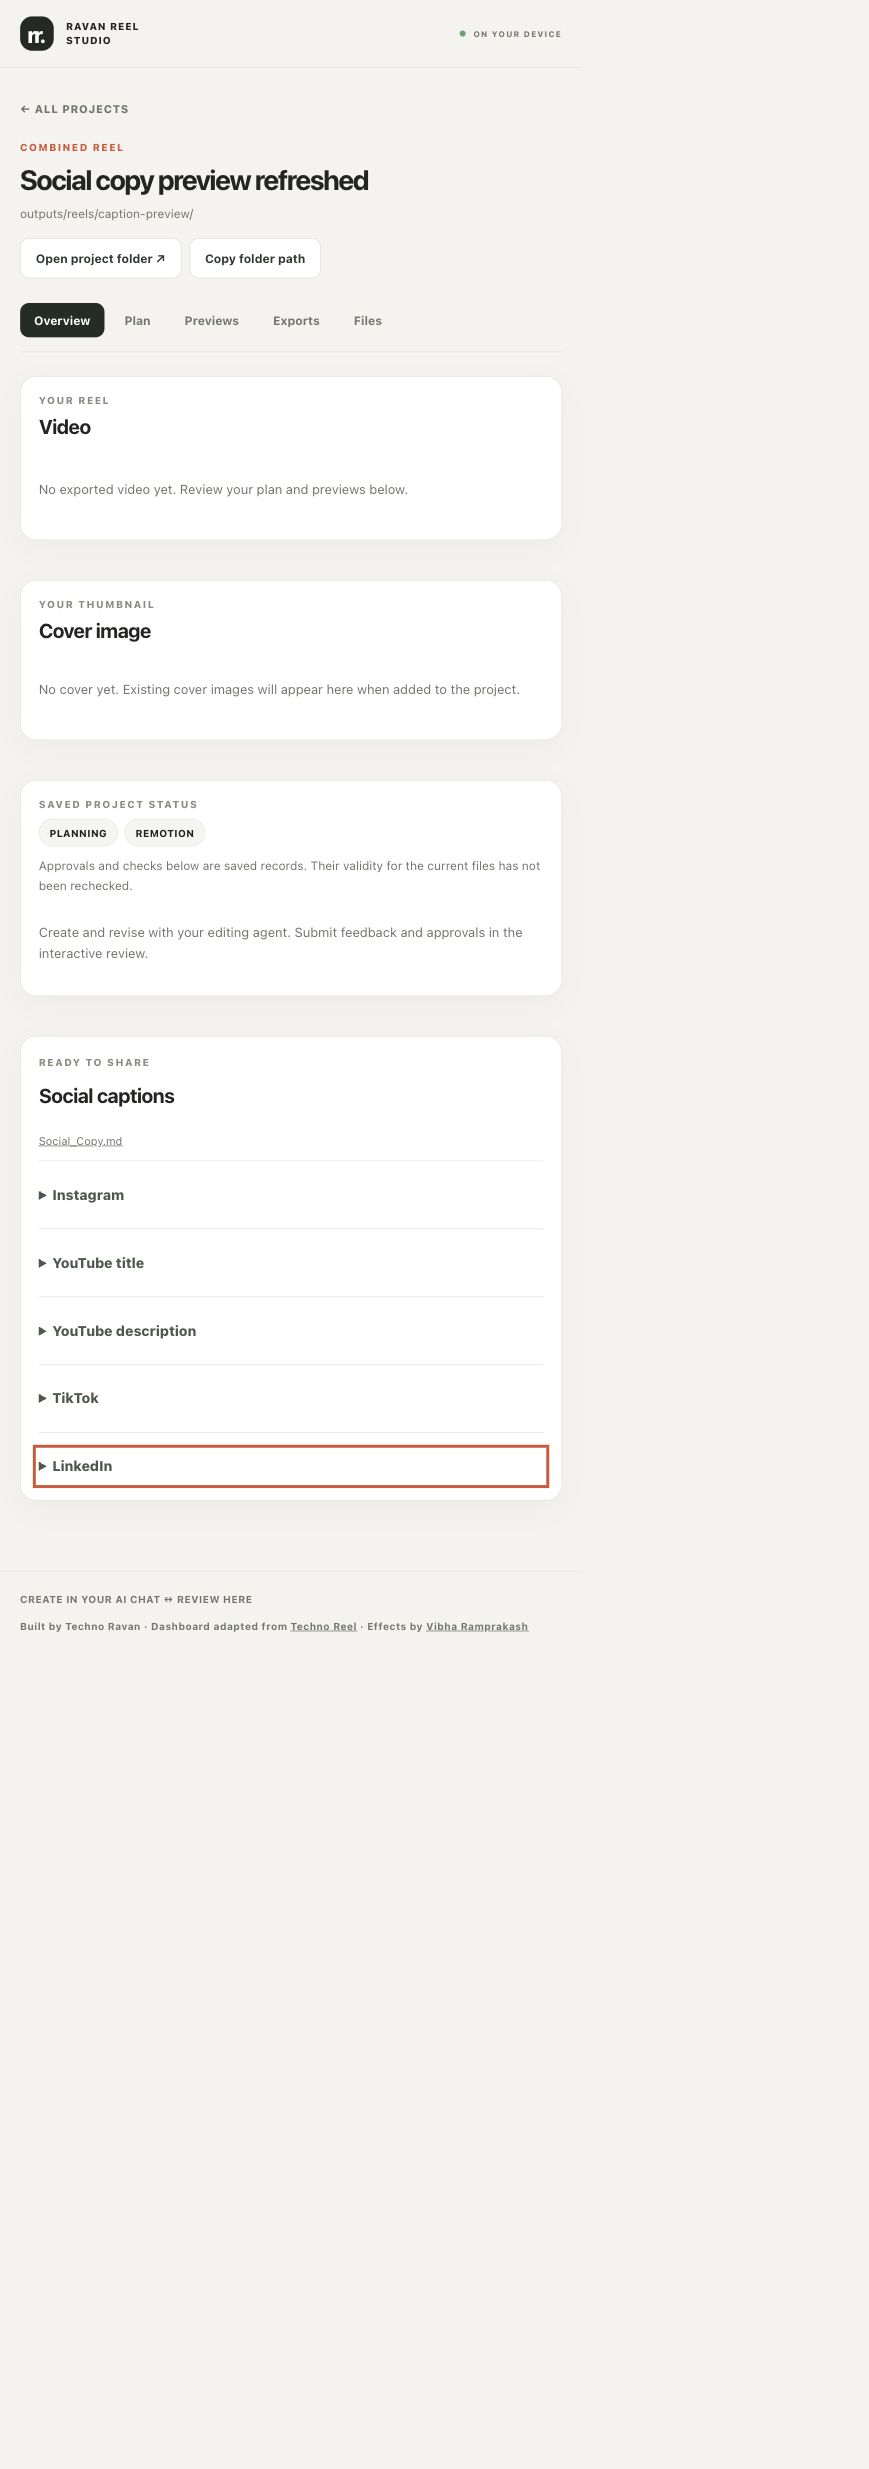 rr.
RAVAN REEL
STUDIO
ON YOUR DEVICE
← ALL PROJECTS
COMBINED REEL
Social copy preview refreshed
outputs/reels/caption-preview/
Open project folder ↗
Copy folder path
Overview
Plan
Previews
Exports
Files
YOUR REEL
Video
No exported video yet. Review your plan and previews below.
YOUR THUMBNAIL
Cover image
No cover yet. Existing cover images will appear here when added to the project.
SAVED PROJECT STATUS
PLANNING
REMOTION
Approvals and checks below are saved records. Their validity for the current files has not
been rechecked.
Create and revise with your editing agent. Submit feedback and approvals in the
interactive review.
READY TO SHARE
Social captions
Social_Copy.md
Instagram
YouTube title
YouTube description
TikTok
LinkedIn
CREATE IN YOUR AI CHAT ↔ REVIEW HERE
Built by Techno Ravan · Dashboard adapted from Techno Reel · Effects by Vibha Ramprakash